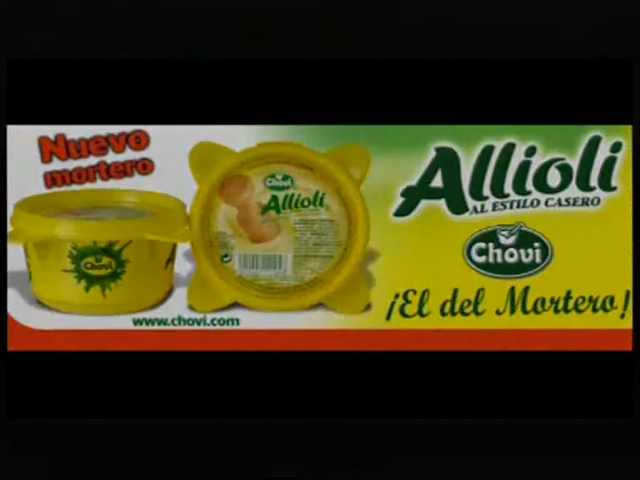 Nuevo
mortero
Chovi
Chovi
Allioli
www.chovi.com
Allioli
AL ESTILO CASERO
Chovi
¡El del Mortero!